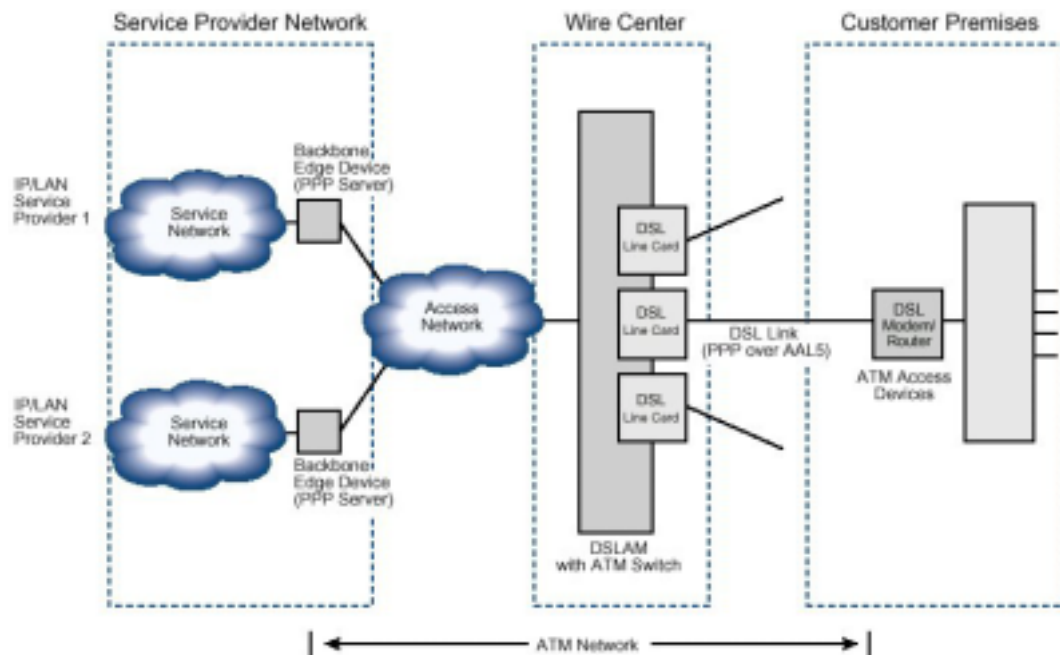 Service Provider Network
Wire Center
Customer Premises
IP/LAN
Service
Provider 1
Service
Network
Backbone
Edge Device
(PPP Server)
Access
Network
DSL
Line Card
DSL
Line Card
DSL
Line Card
DSL Link
(PPP over AAL5)
DSL
Modem/
Router
ATM Access
Devices
IP/LAN
Service
Provider 2
Service
Network
Backbone
Edge Device
(PPP Server)
DSLAM
with ATM Switch
ATM Network